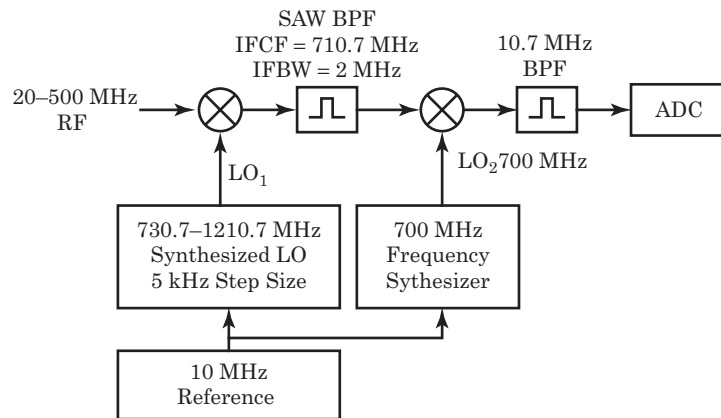 SAW BPF
IFCF = 710.7 MHz
IFBW = 2 MHz
10.7 MHz
BPF
20–500 MHz
RF
ADC
LO1
LO2700 MHz
730.7–1210.7 MHz
Synthesized LO
5 kHz Step Size
700 MHz
Frequency
Sythesizer
10 MHz
Reference